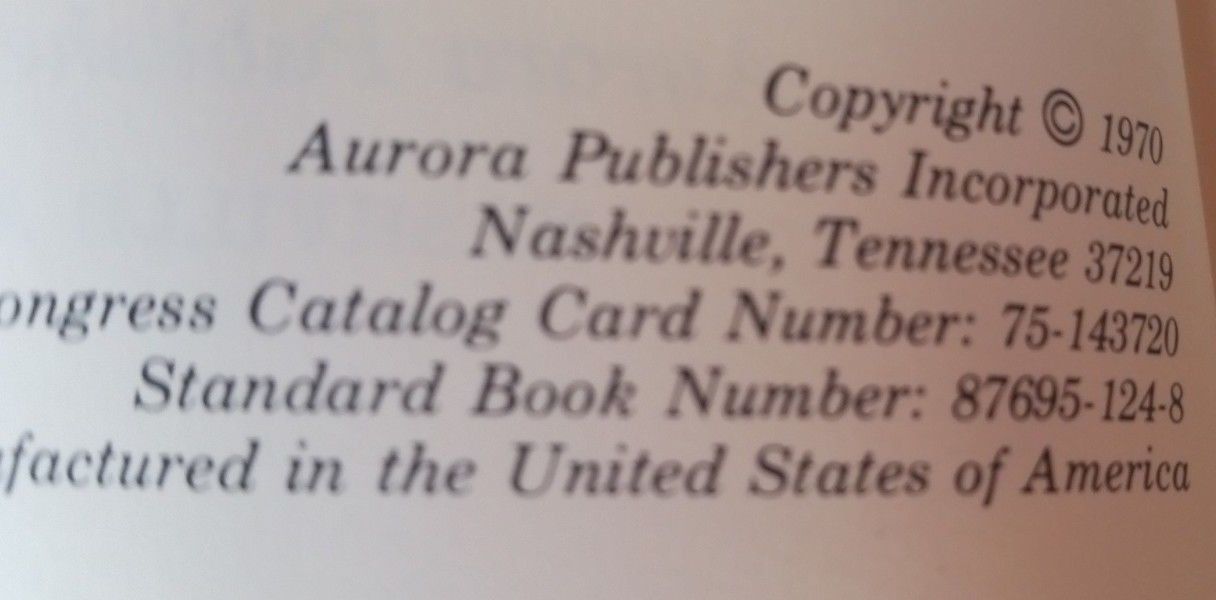 Copyright © 1970
Aurora Publishers Incorporated
Nashville, Tennessee 37219
ongress Catalog Card Number: 75-143720
Standard Book Number: 87695-124-8
factured in the United States of America